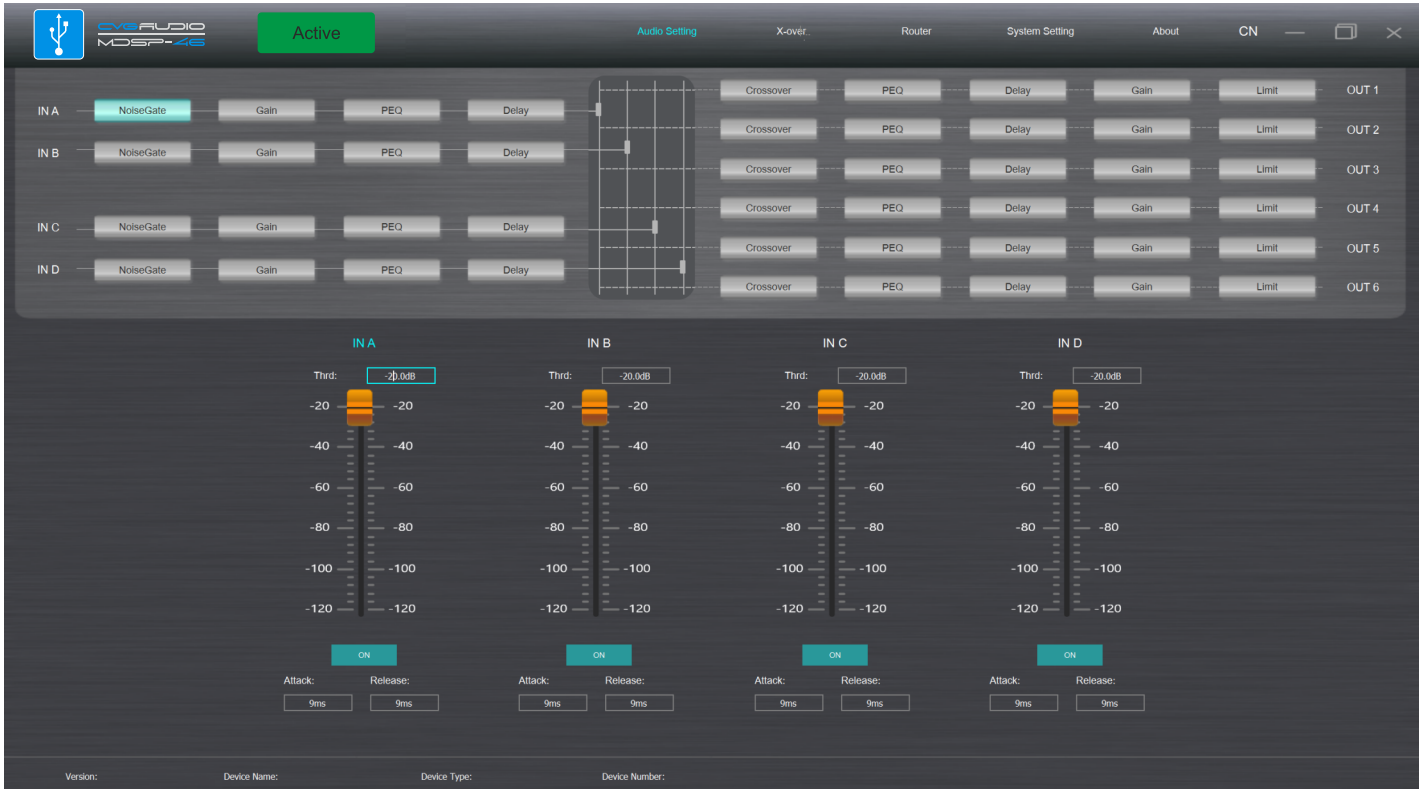 CVGAUDIO Active Audio Setting X-over Router System Setting About CN
MDSP-46
IN A NoiseGate Gain PEQ Delay
IN B NoiseGate Gain PEQ Delay
IN C NoiseGate Gain PEQ Delay
IN D NoiseGate Gain PEQ Delay
Crossover PEQ Delay Gain Limit OUT 1
Crossover PEQ Delay Gain Limit OUT 2
Crossover PEQ Delay Gain Limit OUT 3
Crossover PEQ Delay Gain Limit OUT 4
Crossover PEQ Delay Gain Limit OUT 5
Crossover PEQ Delay Gain Limit OUT 6
IN A IN B IN C IN D
Thrd: -20.0dB Thrd: -20.0dB Thrd: -20.0dB Thrd: -20.0dB
-20 -20 -20 -20 -20 -20 -20 -20
-40 -40 -40 -40 -40 -40 -40 -40
-60 -60 -60 -60 -60 -60 -60 -60
-80 -80 -80 -80 -80 -80 -80 -80
-100 -100 -100 -100 -100 -100 -100 -100
-120 -120 -120 -120 -120 -120 -120 -120
ON ON ON ON
Attack: Release: Attack: Release: Attack: Release: Attack: Release:
9ms 9ms 9ms 9ms 9ms 9ms 9ms 9ms
Version: Device Name: Device Type: Device Number: